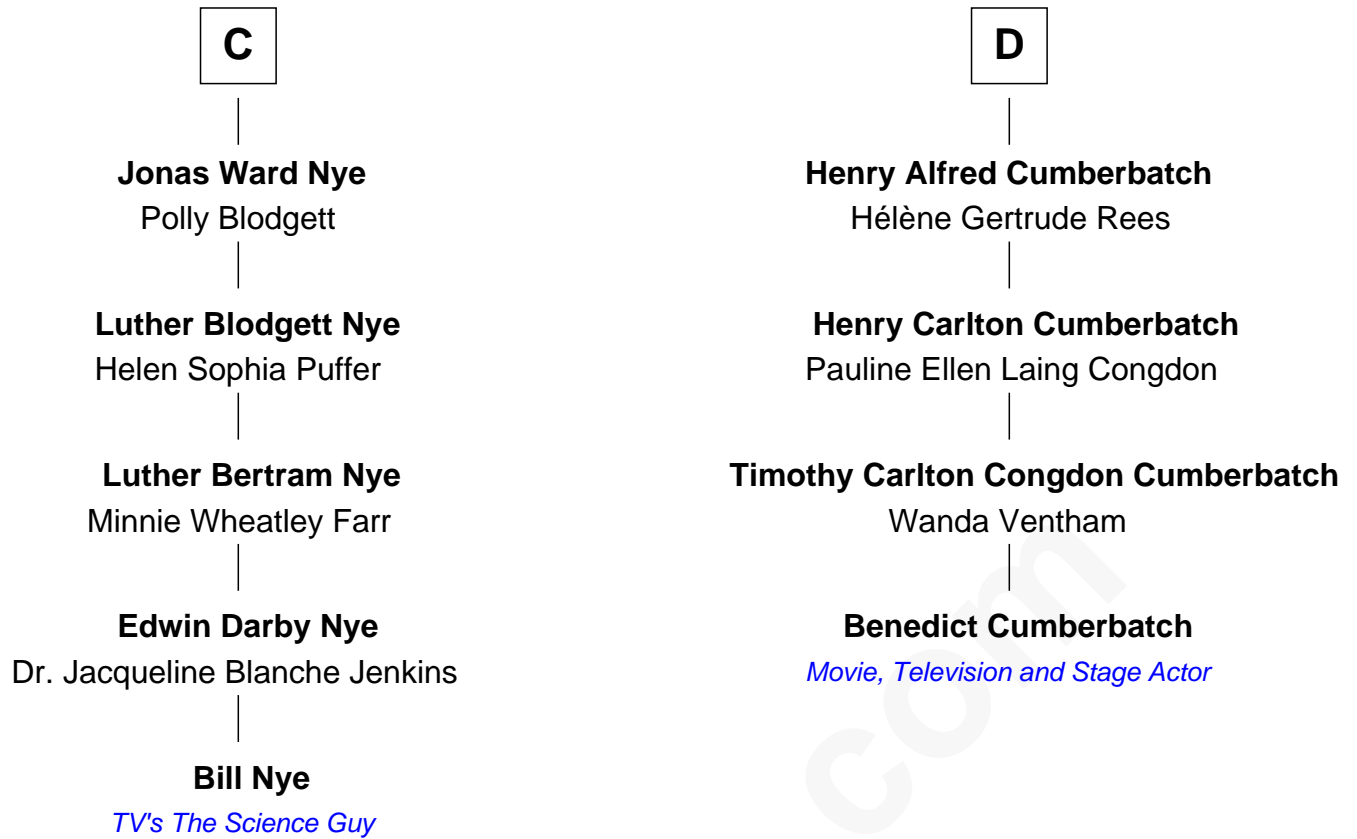 C
Jonas Ward Nye
Polly Blodgett
Luther Blodgett Nye
Helen Sophia Puffer
Luther Bertram Nye
Minnie Wheatley Farr
Edwin Darby Nye
Dr. Jacqueline Blanche Jenkins
Bill Nye
TV's The Science Guy
D
Henry Alfred Cumberbatch
Hélène Gertrude Rees
Henry Carlton Cumberbatch
Pauline Ellen Laing Congdon
Timothy Carlton Congdon Cumberbatch
Wanda Ventham
Benedict Cumberbatch
Movie, Television and Stage Actor
com